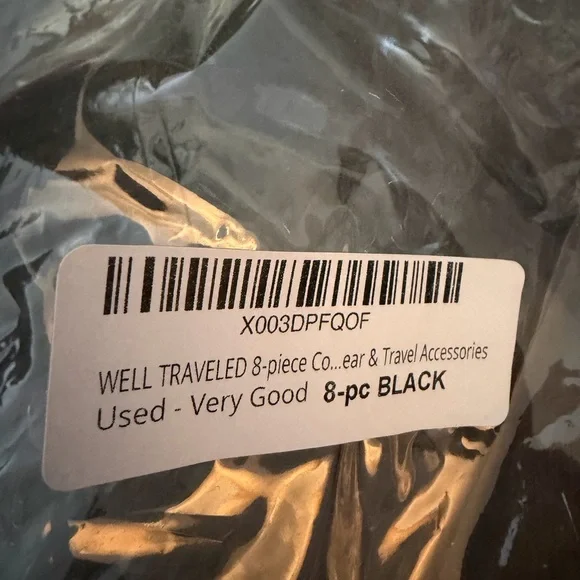 X003DPFQOF
WELL TRAVELED 8-piece Co...ear & Travel Accessories
Used - Very Good 8-pc BLACK